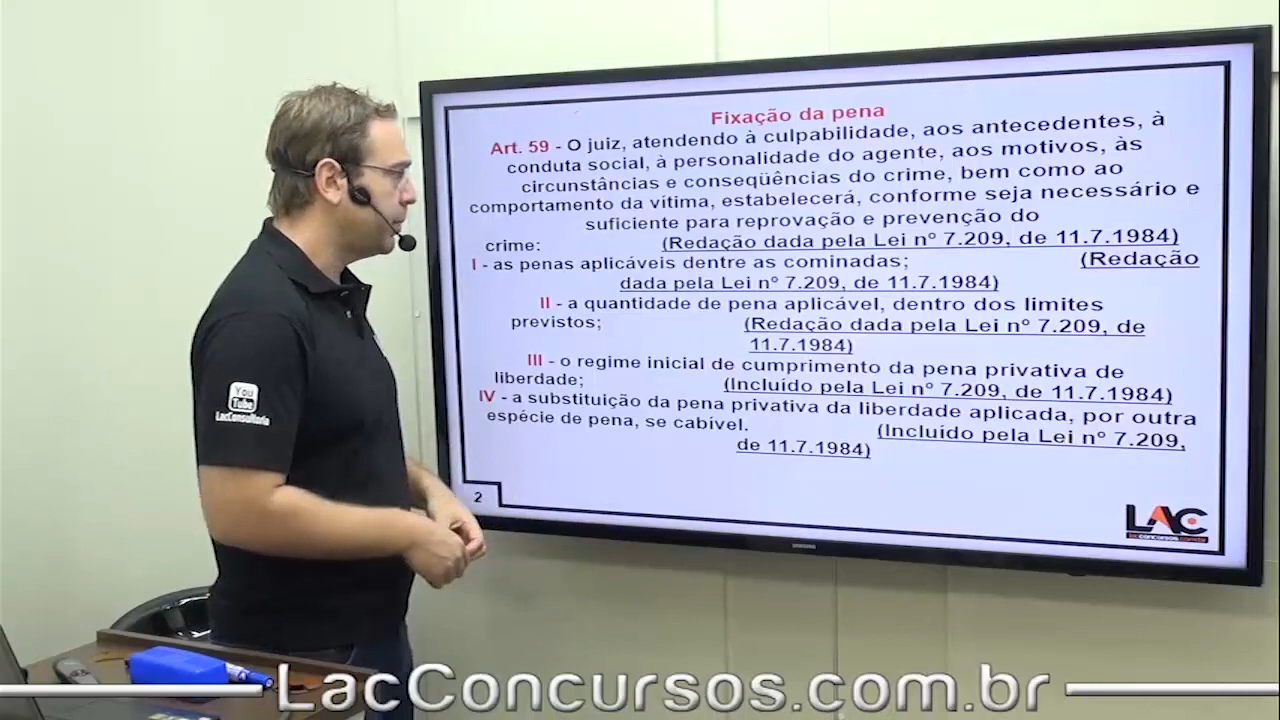 Fixação da pena
Art. 59 - O juiz, atendendo à culpabilidade, aos antecedentes, à
conduta social, à personalidade do agente, aos motivos, às
circunstâncias e conseqüências do crime, bem como ao
comportamento da vítima, estabelecerá, conforme seja necessário e
suficiente para reprovação e prevenção do
crime: (Redação dada pela Lei nº 7.209, de 11.7.1984)
I - as penas aplicáveis dentre as cominadas; (Redação
dada pela Lei nº 7.209, de 11.7.1984)
II - a quantidade de pena aplicável, dentro dos limites
previstos; (Redação dada pela Lei nº 7.209, de
11.7.1984)
III - o regime inicial de cumprimento da pena privativa de
liberdade; (Incluído pela Lei nº 7.209, de 11.7.1984)
IV - a substituição da pena privativa da liberdade aplicada, por outra
espécie de pena, se cabível. (Incluído pela Lei nº 7.209,
de 11.7.1984)
2
LAC
lacconcursos.com.br
SAMSUNG
You
Tube
LacConcultoria
LacConcursos.com.br